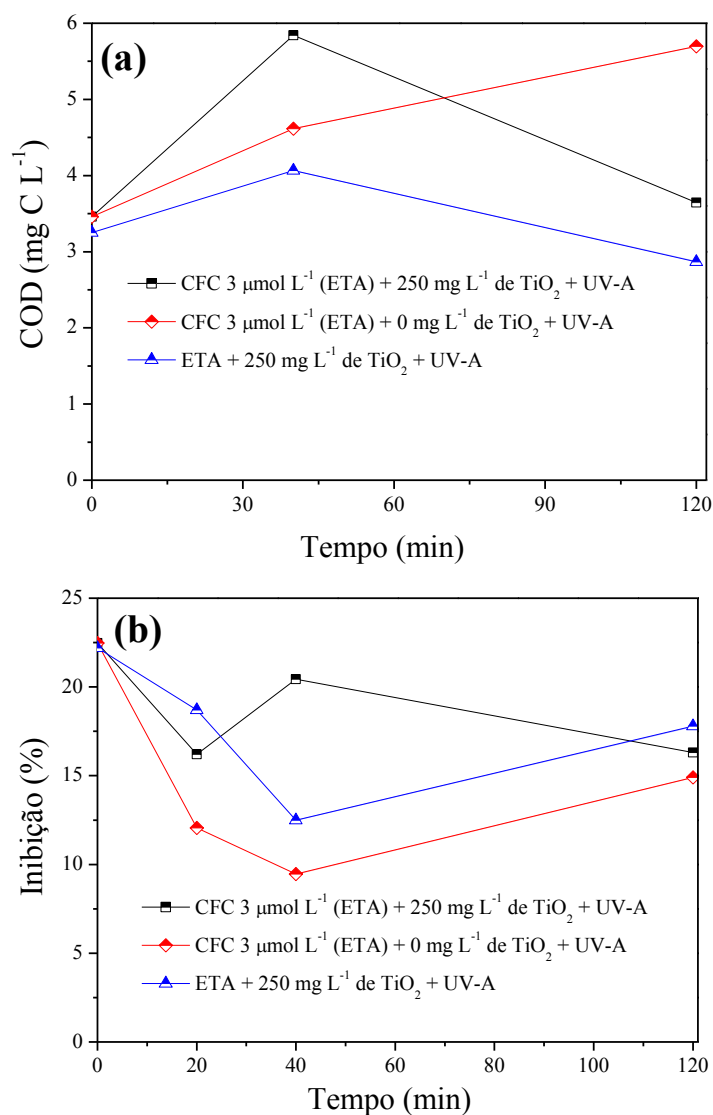 (a)
6
5
4
3
2
1
0
COD (mg C L⁻¹)
CFC 3 μmol L⁻¹ (ETA) + 250 mg L⁻¹ de TiO₂ + UV-A
CFC 3 μmol L⁻¹ (ETA) + 0 mg L⁻¹ de TiO₂ + UV-A
ETA + 250 mg L⁻¹ de TiO₂ + UV-A
0 30 60 90 120
Tempo (min)
(b)
25
20
15
10
5
0
Inibição (%)
CFC 3 μmol L⁻¹ (ETA) + 250 mg L⁻¹ de TiO₂ + UV-A
CFC 3 μmol L⁻¹ (ETA) + 0 mg L⁻¹ de TiO₂ + UV-A
ETA + 250 mg L⁻¹ de TiO₂ + UV-A
0 20 40 60 80 100 120
Tempo (min)